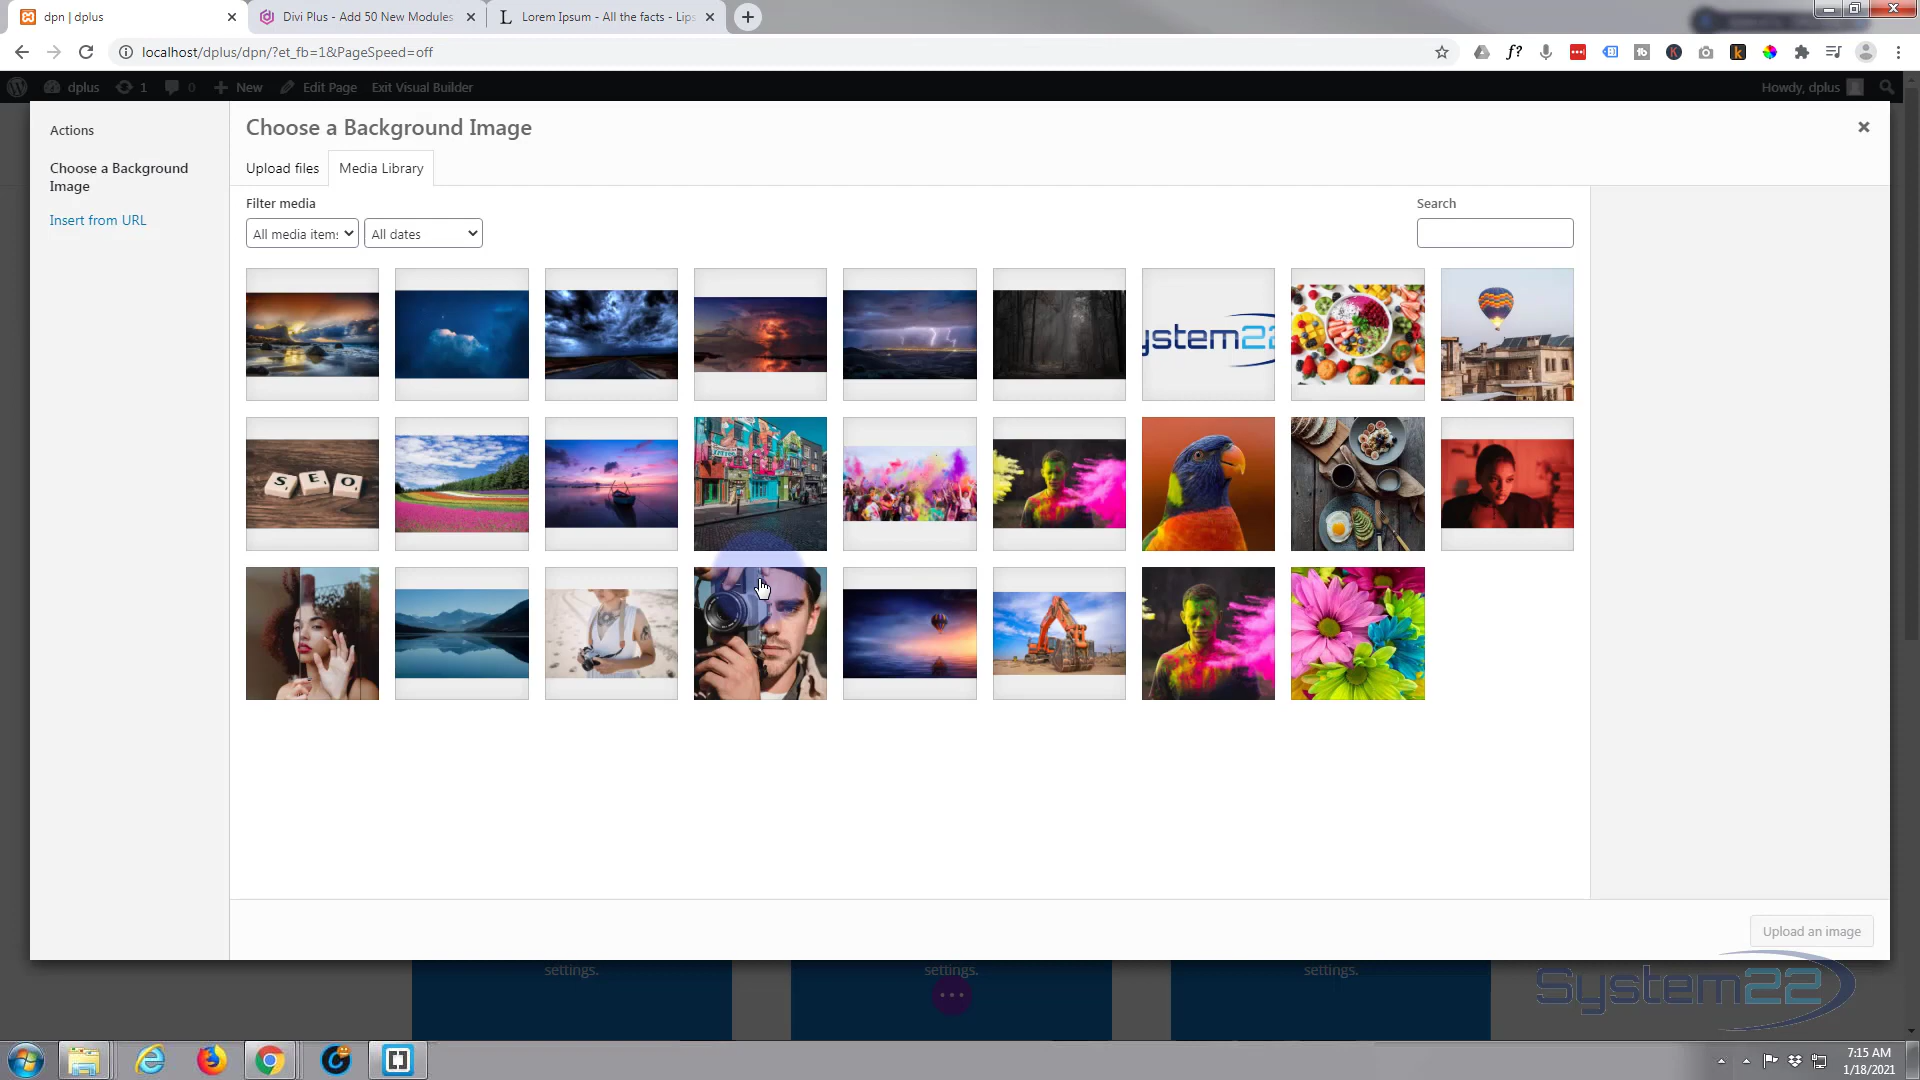 dpn | dplus
Divi Plus - Add 50 New Modules
Lorem Ipsum - All the facts - Lips
localhost/dplus/dpn/?et_fb=1&PageSpeed=off
dplus
1
0
New
Edit Page
Exit Visual Builder
Howdy, dplus
Actions
Choose a Background
Image
Insert from URL
Choose a Background Image
Upload files
Media Library
Filter media
All media items
All dates
Search
ystem22
SEO
Upload an image
settings.
settings.
settings.
System22
7:15 AM
1/18/2021